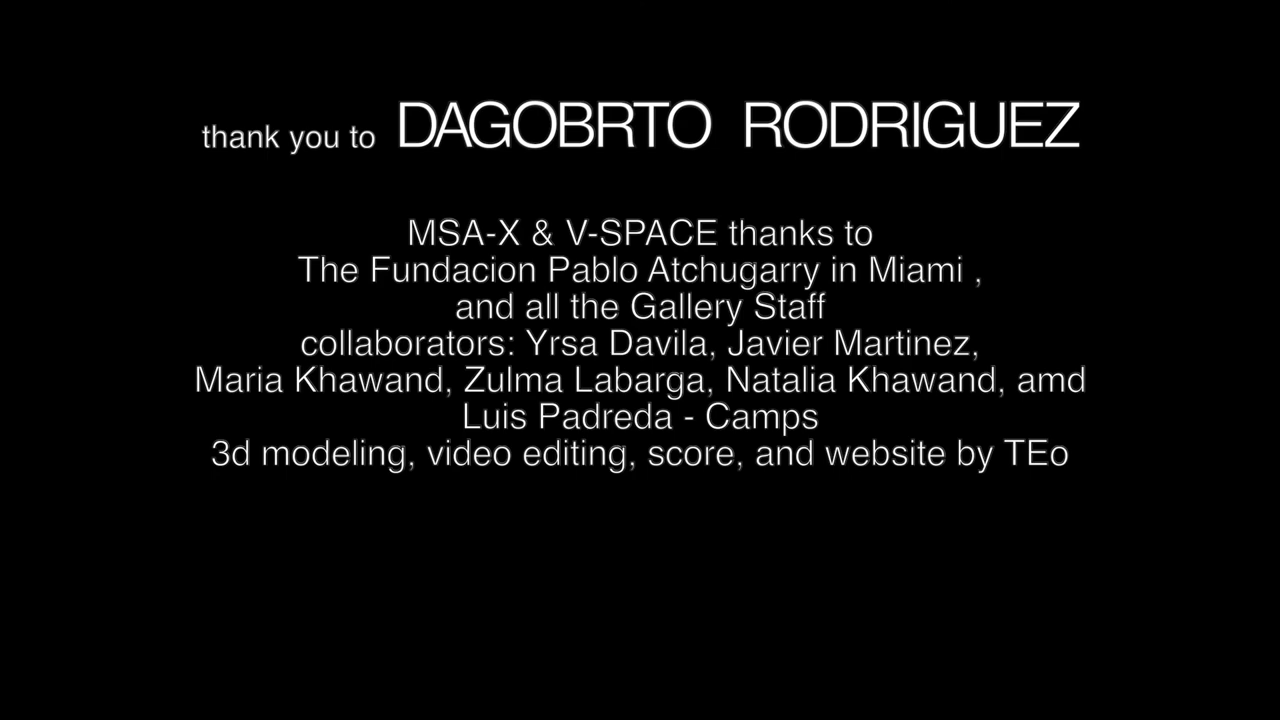 thank you to DAGOBRTO RODRIGUEZ
MSA-X & V-SPACE thanks to
The Fundacion Pablo Atchugarry in Miami ,
and all the Gallery Staff
collaborators: Yrsa Davila, Javier Martinez,
Maria Khawand, Zulma Labarga, Natalia Khawand, amd
Luis Padreda - Camps
3d modeling, video editing, score, and website by TEo